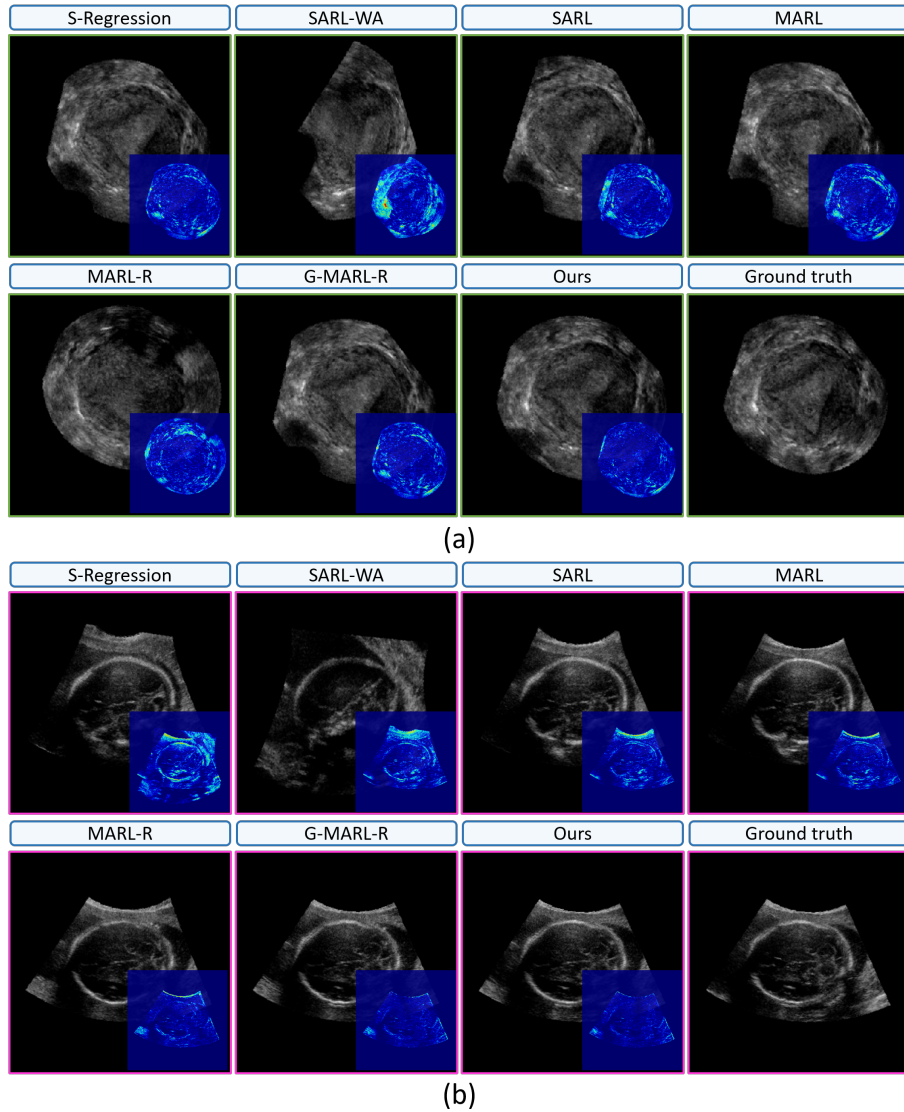 S-Regression SARL-WA SARL MARL
MARL-R G-MARL-R Ours Ground truth
(a)
S-Regression SARL-WA SARL MARL
MARL-R G-MARL-R Ours Ground truth
(b)